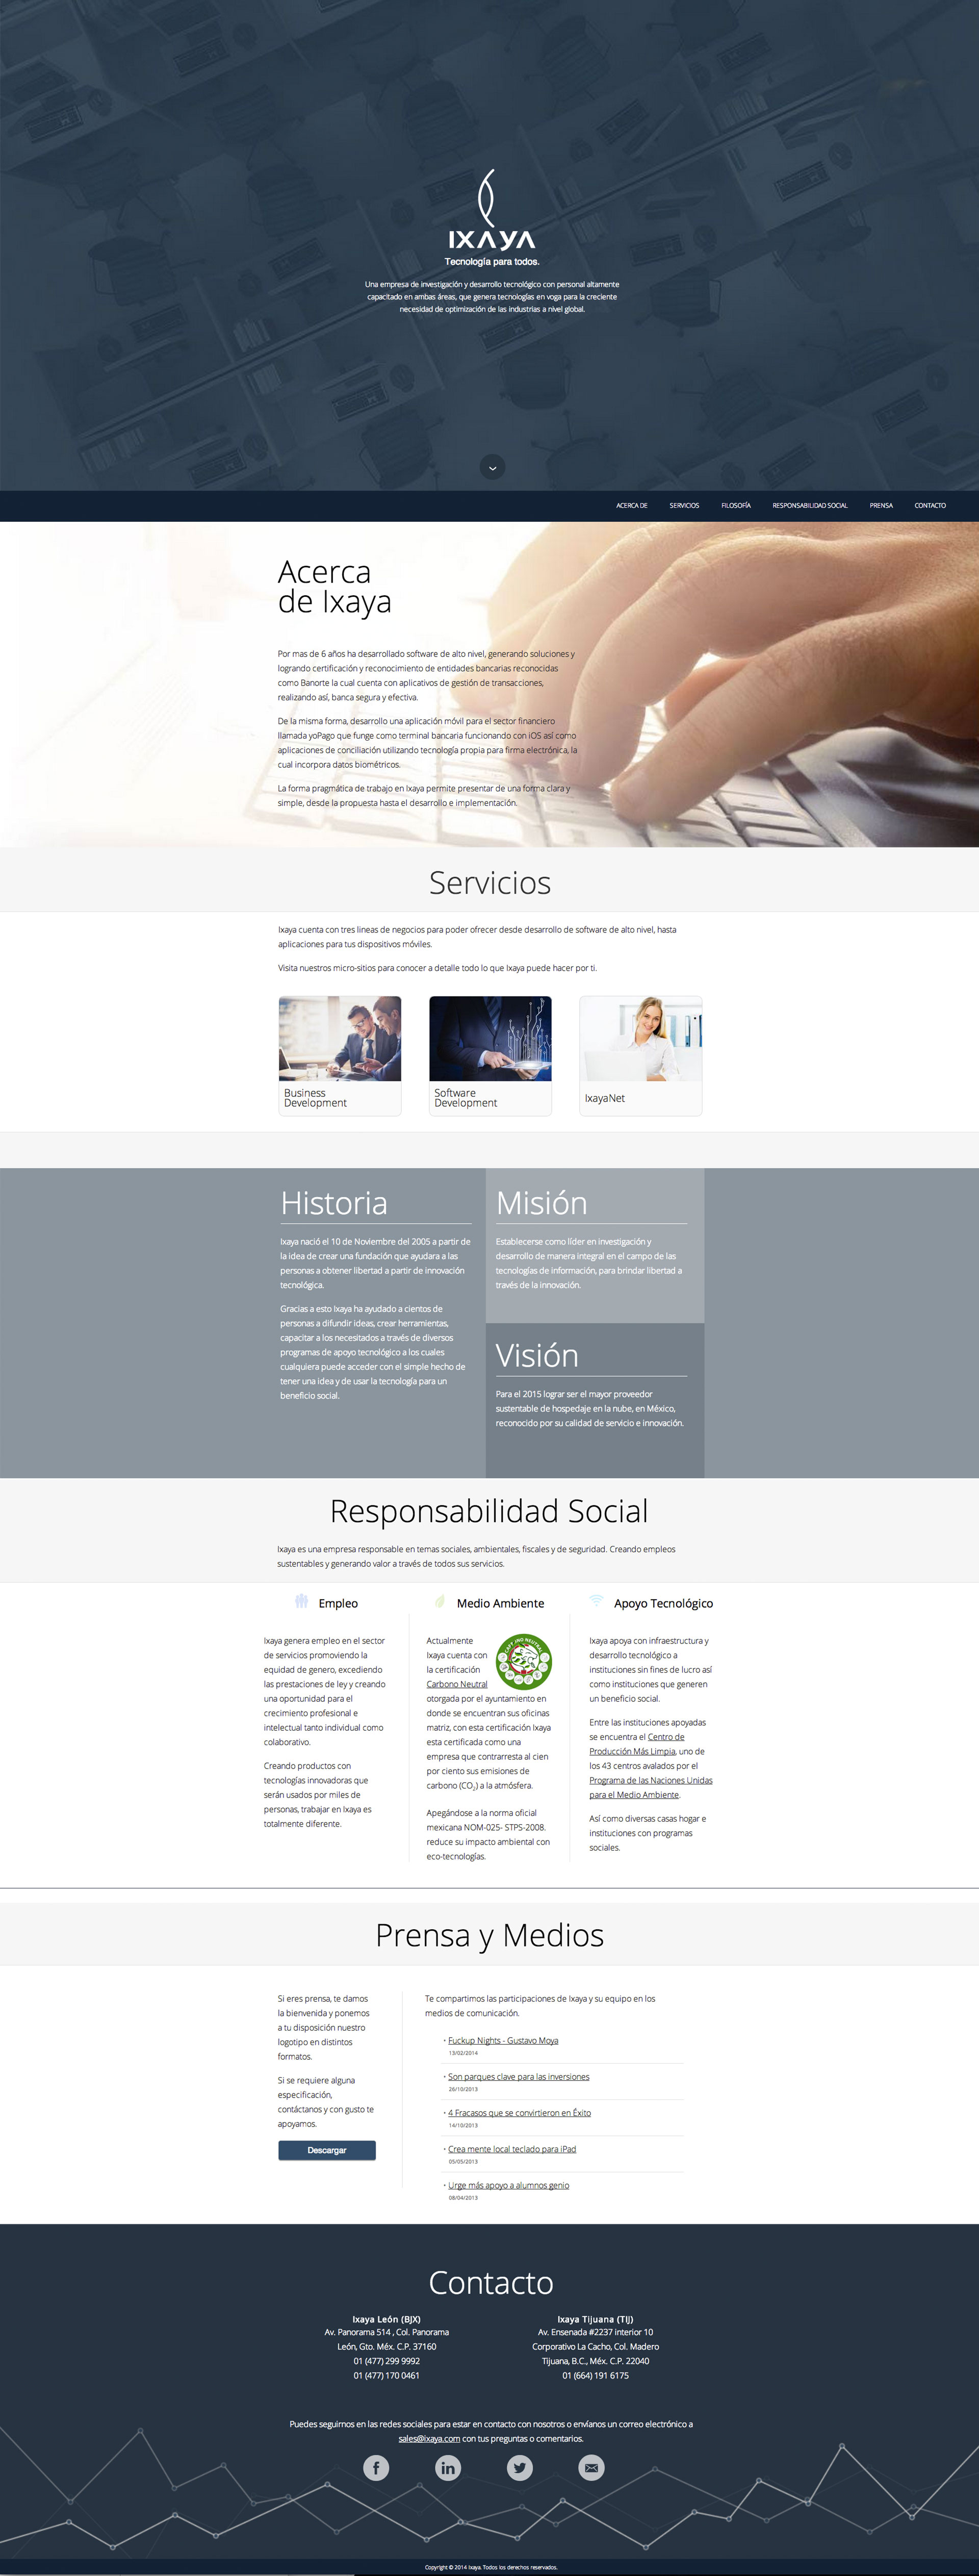 IXAYA
Tecnología para todos.
Una empresa de investigación y desarrollo tecnológico con personal altamente
capacitado en ambas áreas, que genera tecnologías en voga para la creciente
necesidad de optimización de las industrias a nivel global.
ACERCA DE SERVICIOS FILOSOFÍA RESPONSABILIDAD SOCIAL PRENSA CONTACTO
Acerca
de Ixaya
Por mas de 6 años ha desarrollado software de alto nivel, generando soluciones y
logrando certificación y reconocimiento de entidades bancarias reconocidas
como Banorte la cual cuenta con aplicativos de gestión de transacciones,
realizando así, banca segura y efectiva.
De la misma forma, desarrollo una aplicación móvil para el sector financiero
llamada yoPago que funge como terminal bancaria funcionando con iOS así como
aplicaciones de conciliación utilizando tecnología propia para firma electrónica, la
cual incorpora datos biométricos.
La forma pragmática de trabajo en Ixaya permite presentar de una forma clara y
simple, desde la propuesta hasta el desarrollo e implementación.
Servicios
Ixaya cuenta con tres lineas de negocios para poder ofrecer desde desarrollo de software de alto nivel, hasta
aplicaciones para tus dispositivos móviles.
Visita nuestros micro-sitios para conocer a detalle todo lo que Ixaya puede hacer por ti.
Business
Development
Software
Development
IxayaNet
Historia
Ixaya nació el 10 de Noviembre del 2005 a partir de
la idea de crear una fundación que ayudara a las
personas a obtener libertad a partir de innovación
tecnológica.
Gracias a esto Ixaya ha ayudado a cientos de
personas a difundir ideas, crear herramientas,
capacitar a los necesitados a través de diversos
programas de apoyo tecnológico a los cuales
cualquiera puede acceder con el simple hecho de
tener una idea y de usar la tecnología para un
beneficio social.
Misión
Establecerse como líder en investigación y
desarrollo de manera integral en el campo de las
tecnologías de información, para brindar libertad a
través de la innovación.
Visión
Para el 2015 lograr ser el mayor proveedor
sustentable de hospedaje en la nube, en México,
reconocido por su calidad de servicio e innovación.
Responsabilidad Social
Ixaya es una empresa responsable en temas sociales, ambientales, fiscales y de seguridad. Creando empleos
sustentables y generando valor a través de todos sus servicios.
Empleo
Ixaya genera empleo en el sector
de servicios promoviendo la
equidad de genero, excediendo
las prestaciones de ley y creando
una oportunidad para el
crecimiento profesional e
intelectual tanto individual como
colaborativo.
Creando productos con
tecnologías innovadoras que
serán usados por miles de
personas, trabajar en Ixaya es
totalmente diferente.
Medio Ambiente
Actualmente
Ixaya cuenta con
la certificación
Carbono Neutral
otorgada por el ayuntamiento en
donde se encuentran sus oficinas
matriz, con esta certificación Ixaya
esta certificada como una
empresa que contrarresta al cien
por ciento sus emisiones de
carbono (CO2) a la atmósfera.
Apegándose a la norma oficial
mexicana NOM-025- STPS-2008.
reduce su impacto ambiental con
eco-tecnologías.
Apoyo Tecnológico
Ixaya apoya con infraestructura y
desarrollo tecnológico a
instituciones sin fines de lucro así
como instituciones que generen
un beneficio social.
Entre las instituciones apoyadas
se encuentra el Centro de
Producción Más Limpia, uno de
los 43 centros avalados por el
Programa de las Naciones Unidas
para el Medio Ambiente.
Así como diversas casas hogar e
instituciones con programas
sociales.
Prensa y Medios
Si eres prensa, te damos
la bienvenida y ponemos
a tu disposición nuestro
logotipo en distintos
formatos.
Si se requiere alguna
especificación,
contáctanos y con gusto te
apoyamos.
Descargar
Te compartimos las participaciones de Ixaya y su equipo en los
medios de comunicación.
• Fuckup Nights - Gustavo Moya
13/02/2014
• Son parques clave para las inversiones
26/10/2013
• 4 Fracasos que se convirtieron en Éxito
14/10/2013
• Crea mente local teclado para iPad
05/05/2013
• Urge más apoyo a alumnos genio
08/04/2013
Contacto
Ixaya León (BJX)
Av. Panorama 514 , Col. Panorama
León, Gto. Méx. C.P. 37160
01 (477) 299 9992
01 (477) 170 0461
Ixaya Tijuana (TIJ)
Av. Ensenada #2237 interior 10
Corporativo La Cacho, Col. Madero
Tijuana, B.C., Méx. C.P. 22040
01 (664) 191 6175
Puedes seguirnos en las redes sociales para estar en contacto con nosotros o envíanos un correo electrónico a
sales@ixaya.com con tus preguntas o comentarios.
Copyright © 2014 Ixaya. Todos los derechos reservados.